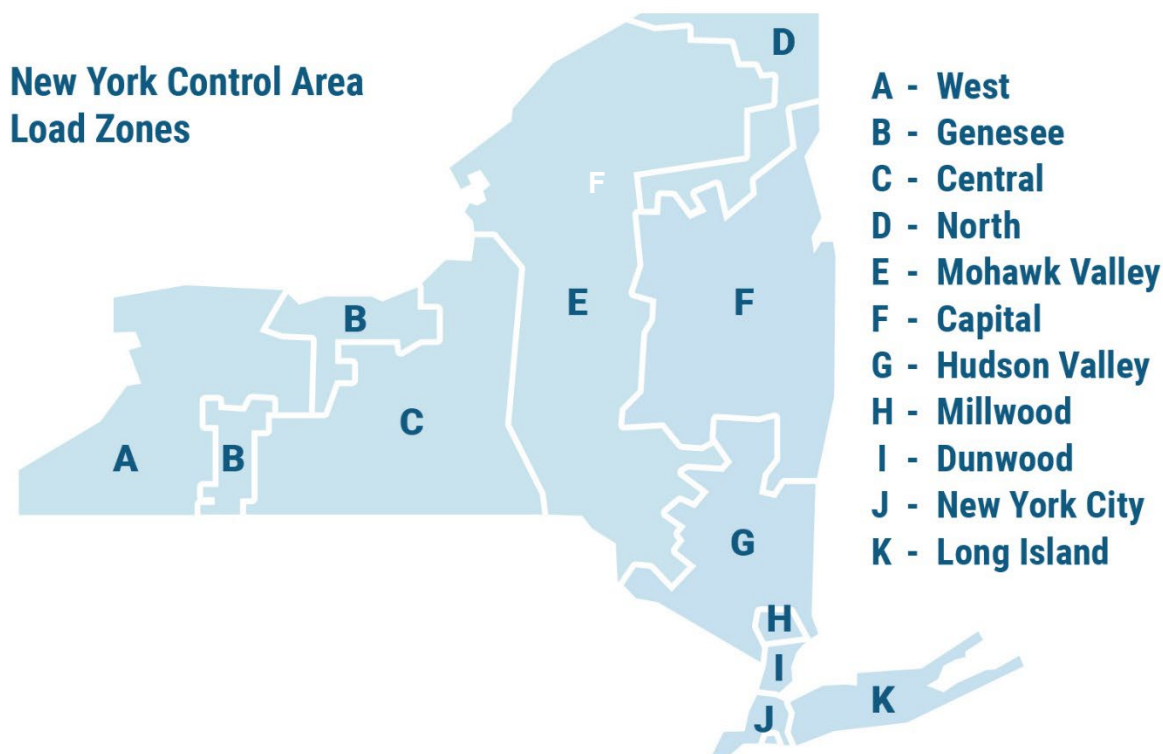 New York Control Area
Load Zones
A - West
B - Genesee
C - Central
D - North
E - Mohawk Valley
F - Capital
G - Hudson Valley
H - Millwood
I - Dunwood
J - New York City
K - Long Island
D
F
B
E
F
A
B
C
G
H
I
J
K